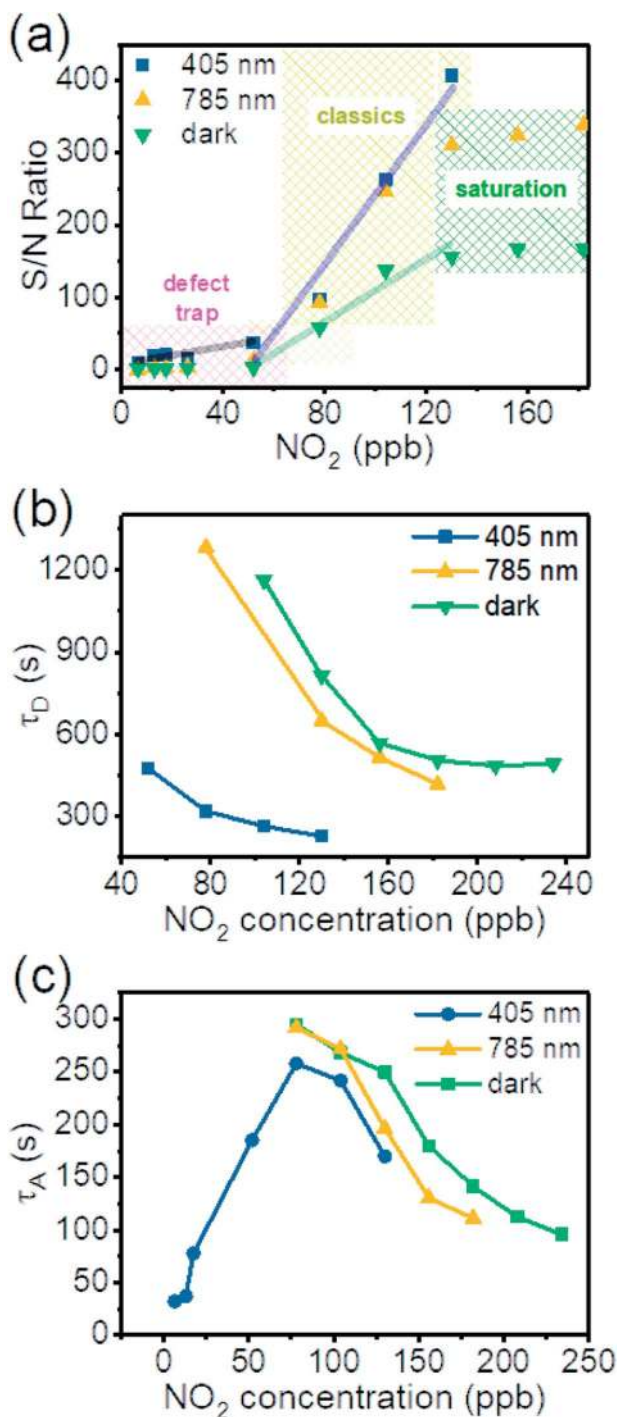 (a)
405 nm
785 nm
dark
classics
saturation
defect
trap
S/N Ratio
400
300
200
100
0
0 40 80 120 160
NO₂ (ppb)
(b)
405 nm
785 nm
dark
τD (s)
1200
900
600
300
40 80 120 160 200 240
NO₂ concentration (ppb)
(c)
405 nm
785 nm
dark
τA (s)
300
250
200
150
100
50
0
0 50 100 150 200 250
NO₂ concentration (ppb)